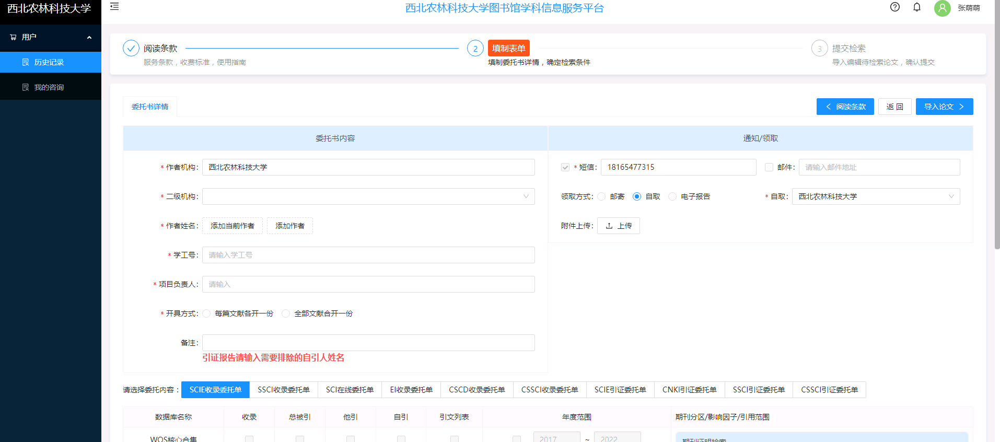 西北农林科技大学
西北农林科技大学图书馆学科信息服务平台
张萌萌
用户
历史记录
我的咨询
阅读条款
服务条款，收费标准，使用指南
2 填制表单
填制委托书详情，确定检索条件
3 提交检索
导入编辑待检索论文，确认提交
委托书详情
阅读条款 返 回 导入论文
委托书内容 通知/领取
* 作者机构: 西北农林科技大学
* 短信: 18165477315 邮件: 请输入邮件地址
* 二级机构:
领取方式: 邮寄 自取 电子报告 * 自取: 西北农林科技大学
* 作者姓名: 添加当前作者 添加作者
附件上传: 上传
* 学工号: 请输入学工号
* 项目负责人: 请输入
* 开具方式: 每篇文献各开一份 全部文献合开一份
备注:
引证报告请输入需要排除的自引人姓名
请选择委托内容： SCIE收录委托单 SSCI收录委托单 SCI在线委托单 EI收录委托单 CSCD收录委托单 CSSCI收录委托单 SCIE引证委托单 CNKI引证委托单 SSCI引证委托单 CSSCI引证委托单
数据库名称 收录 总被引 他引 自引 引文列表 年度范围 期刊分区/影响因子/引用范围
WOS核心合集 2017 ~ 2022 期刊证明检索